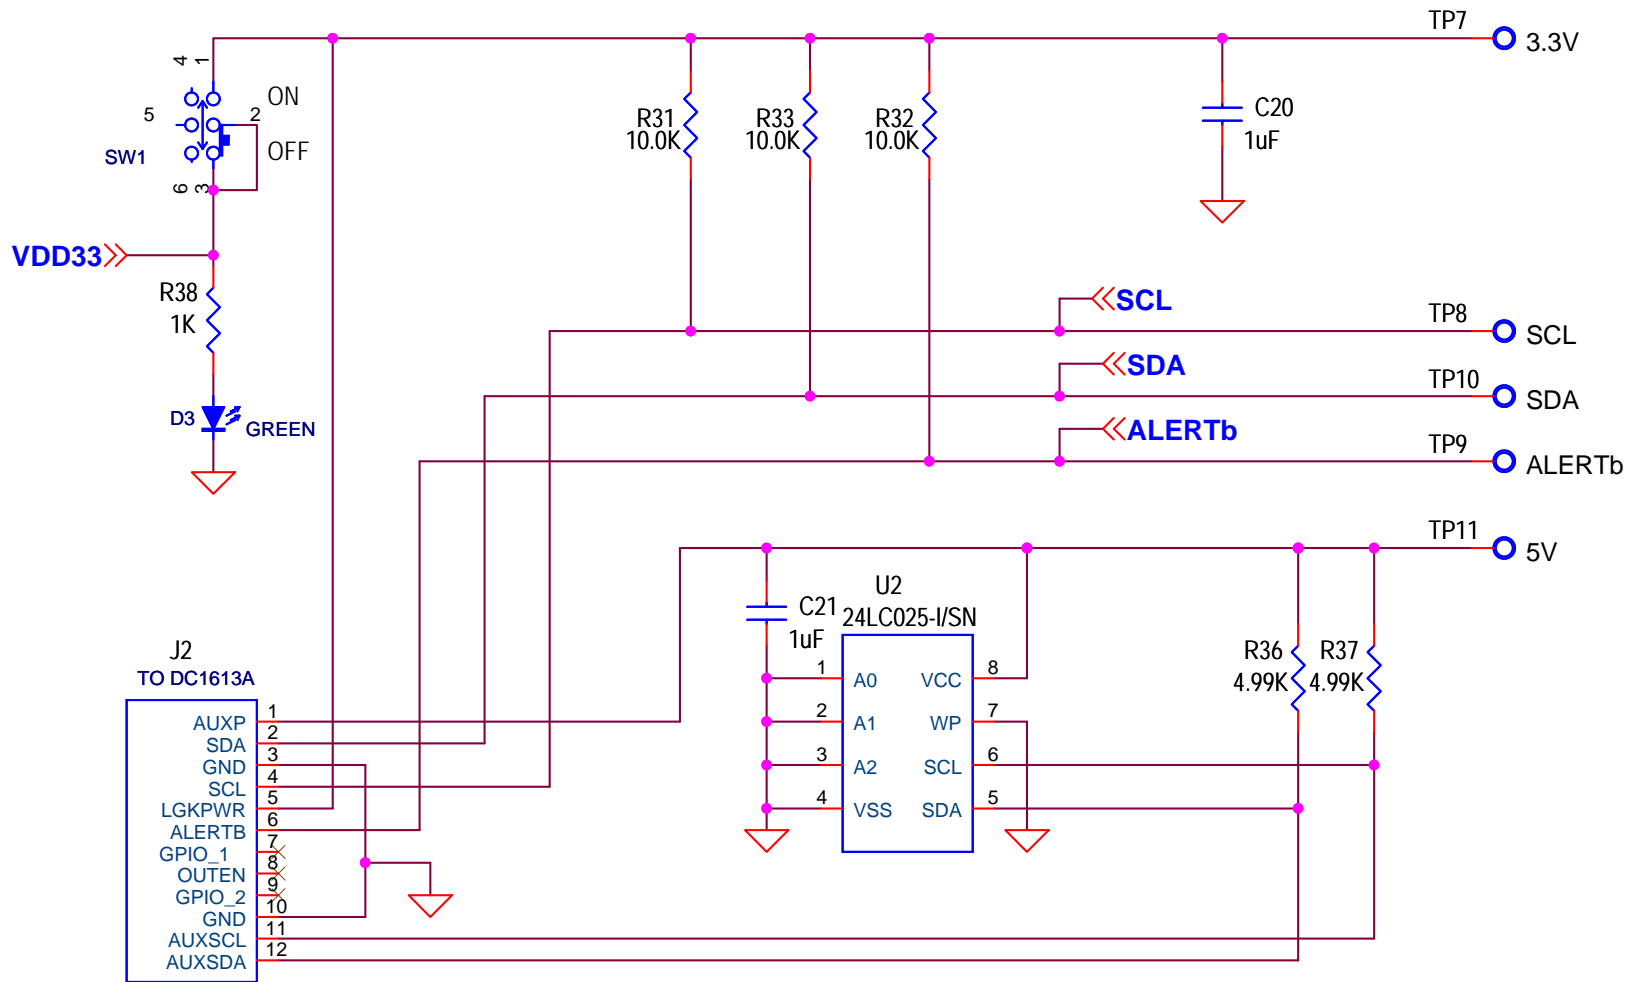 TP7
3.3V
4
1
ON
5
2
SW1
OFF
6
3
R31
10.0K
R33
10.0K
R32
10.0K
C20
1uF
VDD33
R38
1K
D3
GREEN
SCL
TP8
SCL
SDA
TP10
SDA
ALERTb
TP9
ALERTb
TP11
5V
U2
24LC025-I/SN
C21
1uF
1
A0
VCC
8
2
A1
WP
7
3
A2
SCL
6
4
VSS
SDA
5
R36
4.99K
R37
4.99K
J2
TO DC1613A
AUXP
1
SDA
2
GND
3
SCL
4
LGKPWR
5
ALERTB
6
GPIO_1
7
OUTEN
8
GPIO_2
9
GND
10
AUXSCL
11
AUXSDA
12